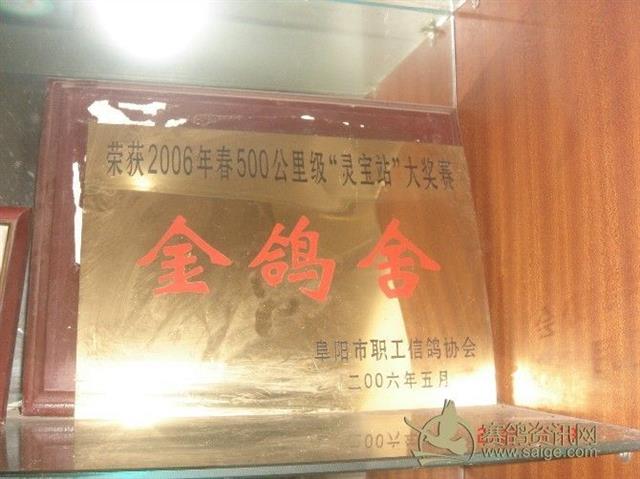 荣获2006年春500公里级“灵宝站”大奖赛
金鸽舍
阜阳市职工信鸽协会
二00六年五月
赛鸽资讯网
www.saige.com